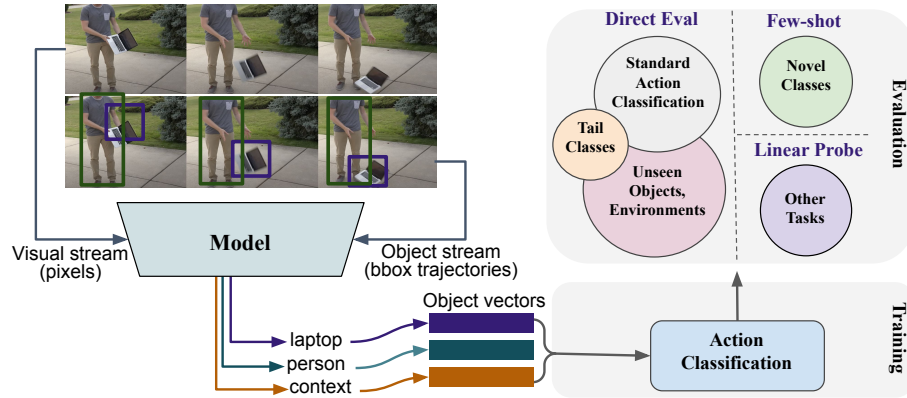 Direct Eval
Few-shot
Standard
Action
Classification
Novel
Classes
Tail
Classes
Linear Probe
Unseen
Objects,
Environments
Other
Tasks
Evaluation
Model
Visual stream
(pixels)
Object stream
(bbox trajectories)
Object vectors
laptop
person
context
Action
Classification
Training